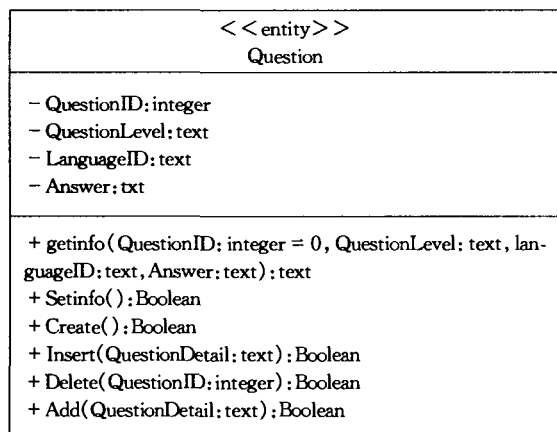 <<entity>>
Question
- QuestionID:integer
- QuestionLevel:text
- LanguageID:text
- Answer:txt
+ getinfo(QuestionID: integer = 0, QuestionLevel: text, lan-
guageID:text,Answer:text):text
+ Setinfo():Boolean
+ Create():Boolean
+ Insert(QuestionDetail:text):Boolean
+ Delete(QuestionID:integer):Boolean
+ Add(QuestionDetail:text):Boolean